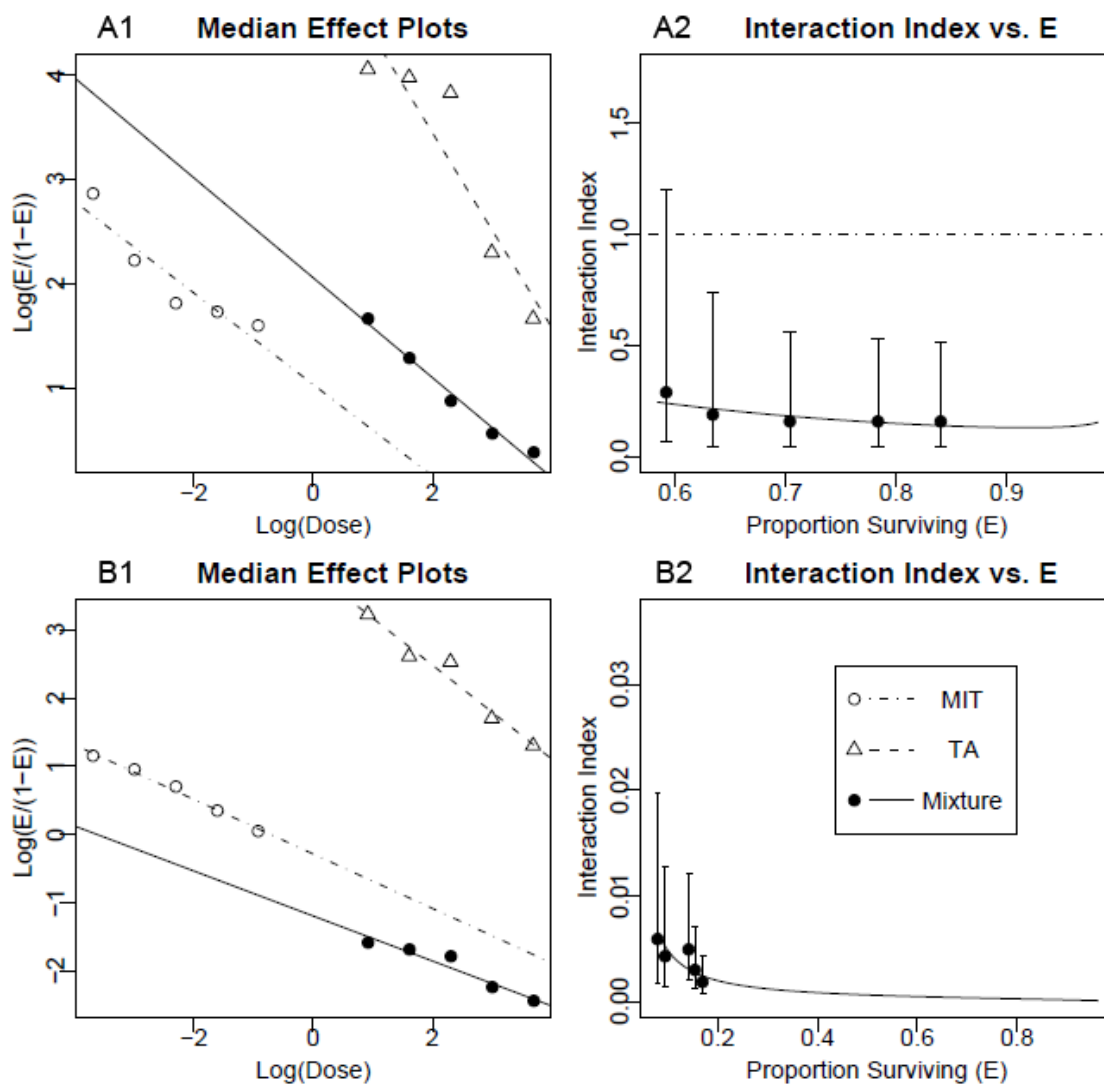 A1 Median Effect Plots
Log(E/(1−E))
4
3
2
1
−2 0 2
Log(Dose)
A2 Interaction Index vs. E
Interaction Index
1.5
1.0
0.5
0.0
0.6 0.7 0.8 0.9
Proportion Surviving (E)
B1 Median Effect Plots
Log(E/(1−E))
3
2
1
0
−1
−2
−2 0 2
Log(Dose)
B2 Interaction Index vs. E
Interaction Index
0.03
0.02
0.01
0.00
MIT
TA
Mixture
0.2 0.4 0.6 0.8
Proportion Surviving (E)